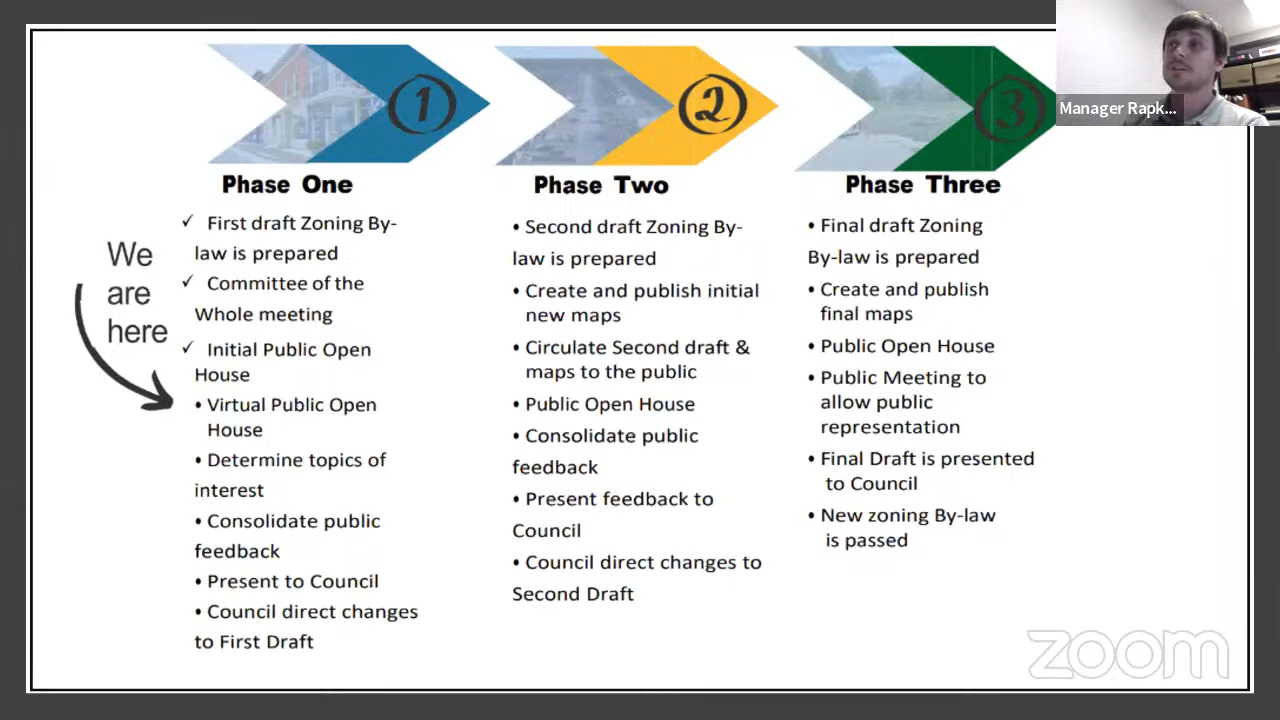 Manager Rapk...
1
2
3
Phase One
Phase Two
Phase Three
We
are
here
✓ First draft Zoning By-
law is prepared
✓ Committee of the
Whole meeting
✓ Initial Public Open
House
• Virtual Public Open
House
• Determine topics of
interest
• Consolidate public
feedback
• Present to Council
• Council direct changes
to First Draft
• Second draft Zoning By-
law is prepared
• Create and publish initial
new maps
• Circulate Second draft &
maps to the public
• Public Open House
• Consolidate public
feedback
• Present feedback to
Council
• Council direct changes to
Second Draft
• Final draft Zoning
By-law is prepared
• Create and publish
final maps
• Public Open House
• Public Meeting to
allow public
representation
• Final Draft is presented
to Council
• New zoning By-law
is passed
zoom